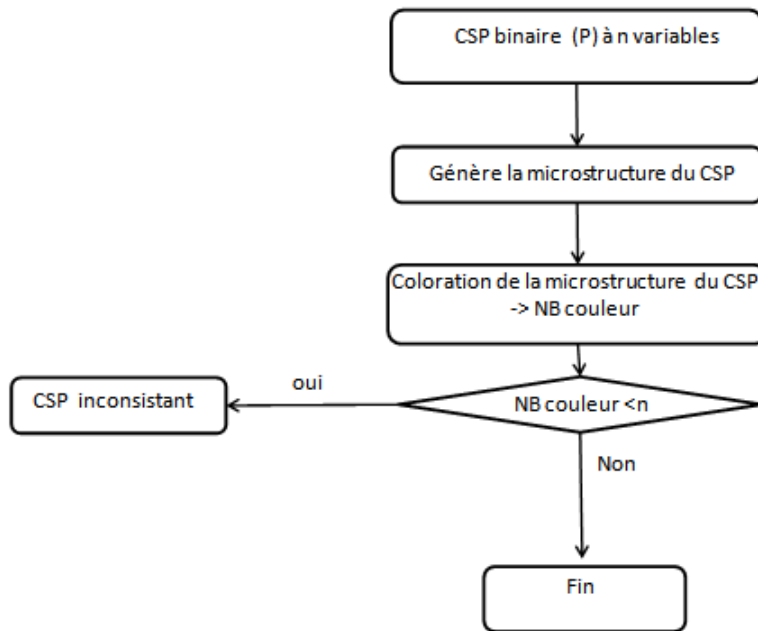 CSP binaire (P) à n variables
Génère la microstructure du CSP
Coloration de la microstructure du CSP
-> NB couleur
oui
CSP inconsistant
NB couleur <n
Non
Fin